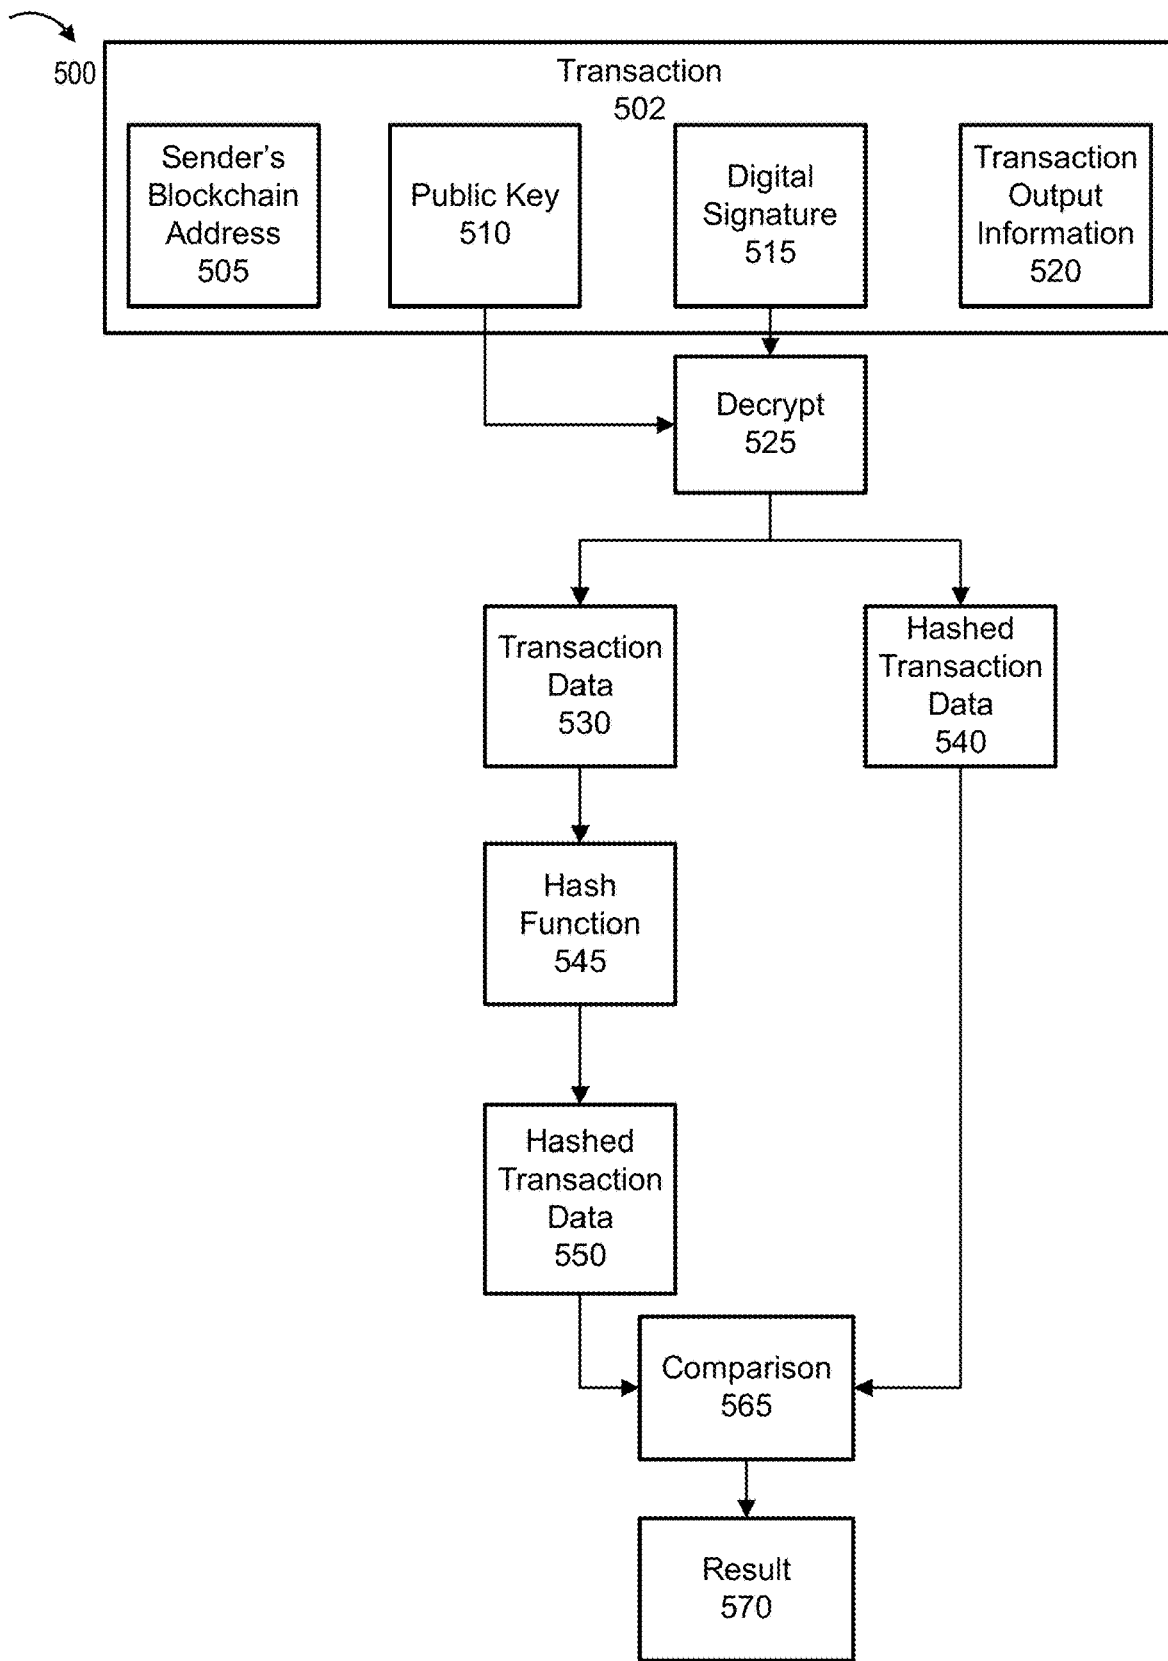 500
Transaction
502
Sender's
Blockchain
Address
505
Public Key
510
Digital
Signature
515
Transaction
Output
Information
520
Decrypt
525
Transaction
Data
530
Hashed
Transaction
Data
540
Hash
Function
545
Hashed
Transaction
Data
550
Comparison
565
Result
570